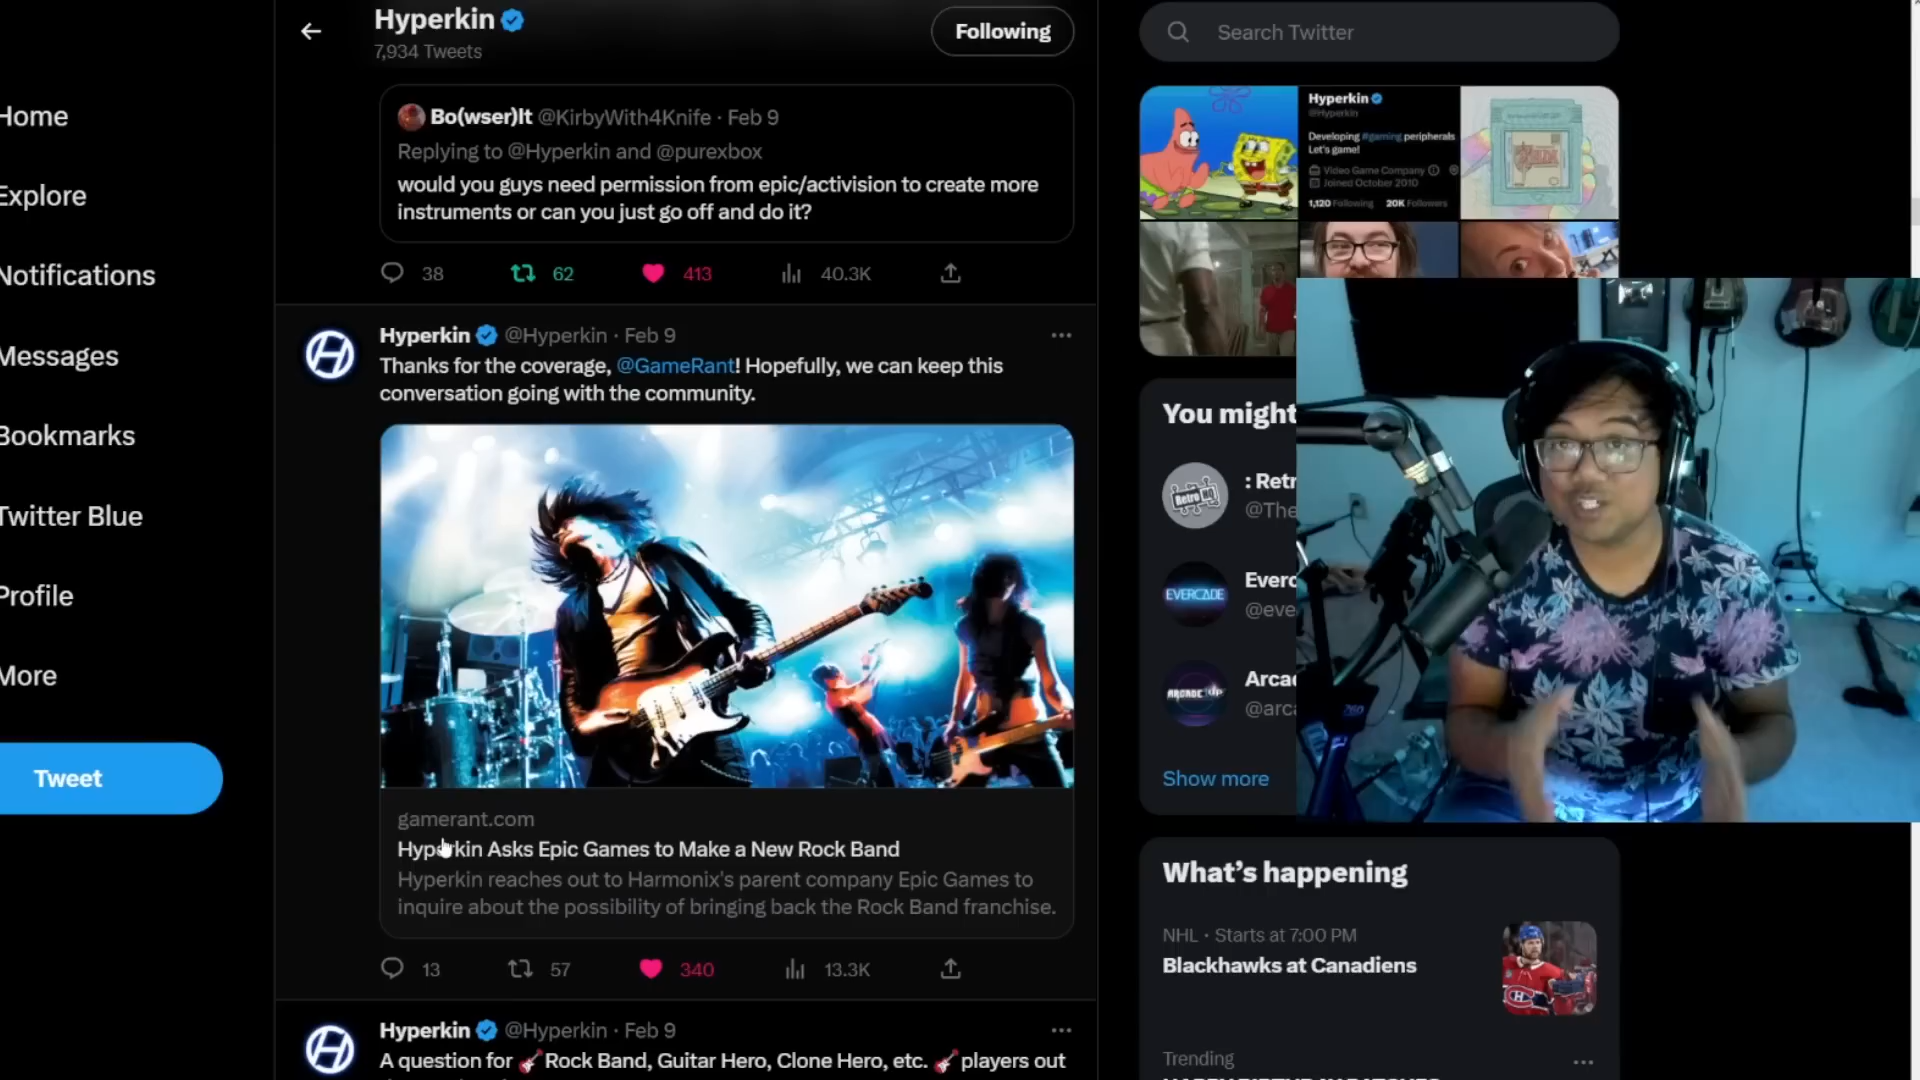 Hyperkin
7,934 Tweets
Following
Search Twitter
Home
Explore
Notifications
Messages
Bookmarks
Twitter Blue
Profile
More
Tweet
Bo(wser)lt @KirbyWith4Knife · Feb 9
Replying to @Hyperkin and @purexbox
would you guys need permission from epic/activision to create more
instruments or can you just go off and do it?
38 62 413 40.3K
Hyperkin @Hyperkin · Feb 9
Thanks for the coverage, @GameRant! Hopefully, we can keep this
conversation going with the community.
gamerant.com
Hyperkin Asks Epic Games to Make a New Rock Band
Hyperkin reaches out to Harmonix's parent company Epic Games to
inquire about the possibility of bringing back the Rock Band franchise.
13 57 340 13.3K
Hyperkin @Hyperkin · Feb 9
A question for 🎸Rock Band, Guitar Hero, Clone Hero, etc. 🎸players out
Hyperkin
@Hyperkin
Developing #gaming peripherals
Let's game!
Video Game Company
Joined October 2010
1,120 Following 20K Followers
You might
: Retr
@The
EVERCADE
Everc
@eve
Arcad
@arca
Show more
What's happening
NHL · Starts at 7:00 PM
Blackhawks at Canadiens
Trending